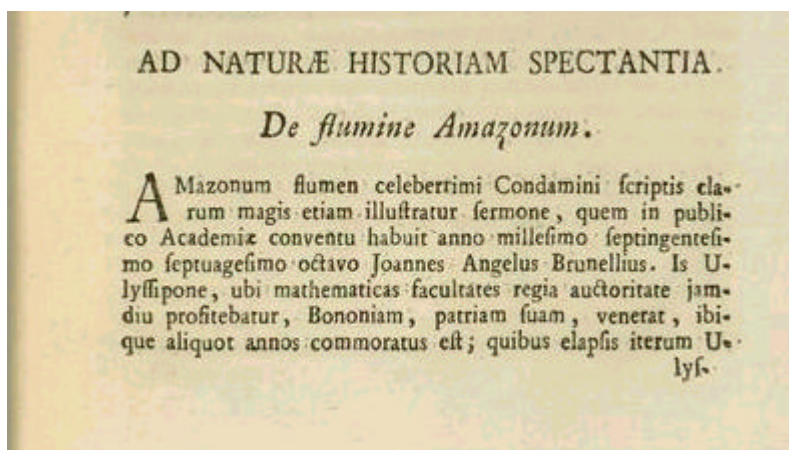 AD NATURÆ HISTORIAM SPECTANTIA.
De flumine Amazonum.
AMazonum flumen celeberrimi Condamini ſcriptis cla-
rum magis etiam illuſtratur ſermone, quem in publi-
co Academiæ conventu habuit anno milleſimo ſeptingenteſi-
mo ſeptuageſimo octavo Joannes Angelus Brunellius. Is U-
lyſſipone, ubi mathematicas facultates regia auctoritate jam-
diu profitebatur, Bononiam, patriam ſuam, venerat, ibi-
que aliquot annos commoratus eſt; quibus elapſis iterum U-
lyſ-